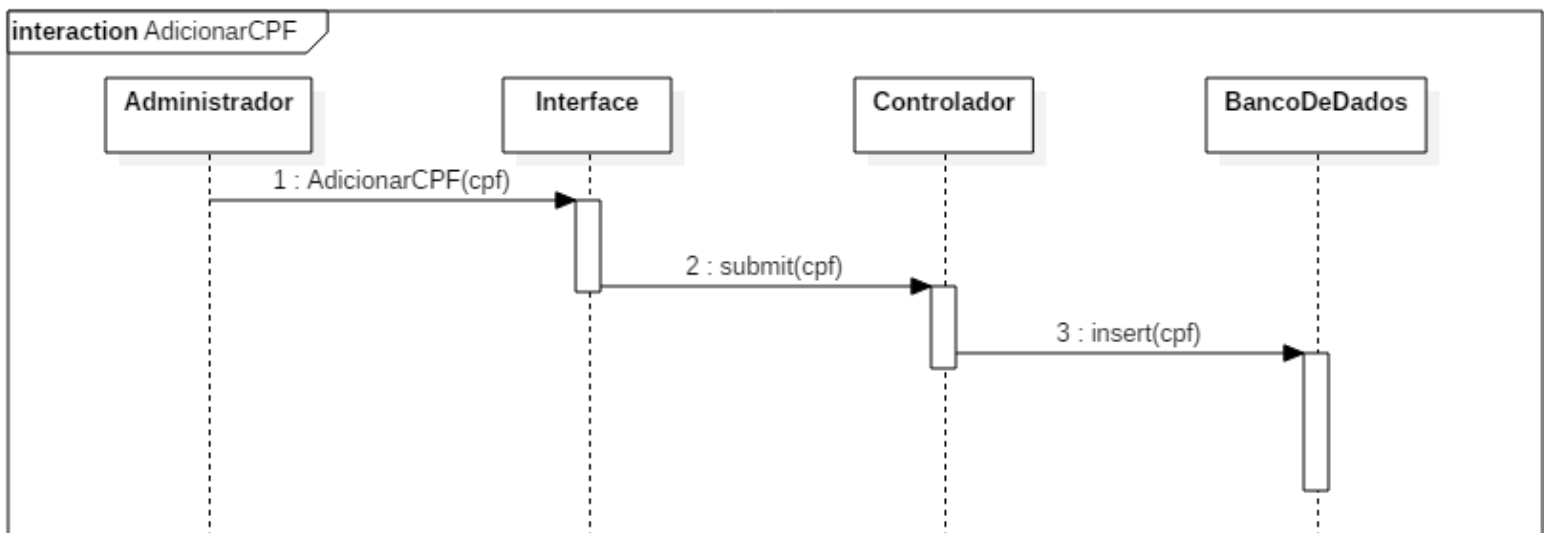 interaction AdicionarCPF
Administrador
Interface
Controlador
BancoDeDados
1 : AdicionarCPF(cpf)
2 : submit(cpf)
3 : insert(cpf)